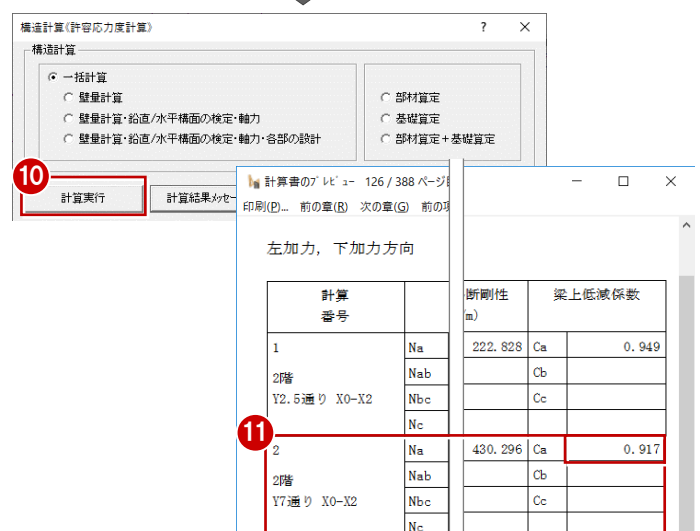 構造計算《許容応力度計算》 ? ×
構造計算
一括計算
壁量計算
壁量計算・鉛直/水平構面の検定・軸力
壁量計算・鉛直/水平構面の検定・軸力・各部の設計
部材算定
基礎算定
部材算定+基礎算定
10
計算実行
計算結果メッセー
計算書のプレビュー 126 / 388 ページ
印刷(P)... 前の章(R) 次の章(G) 前の項
左加力, 下加力方向
計算
番号
断剛性
m)
梁上低減係数
1 Na 222.828 Ca 0.949
2階 Nab Cb
Y2.5通り X0-X2 Nbc Cc
Nc
11
2 Na 430.296 Ca 0.917
2階 Nab Cb
Y7通り X0-X2 Nbc Cc
Nc